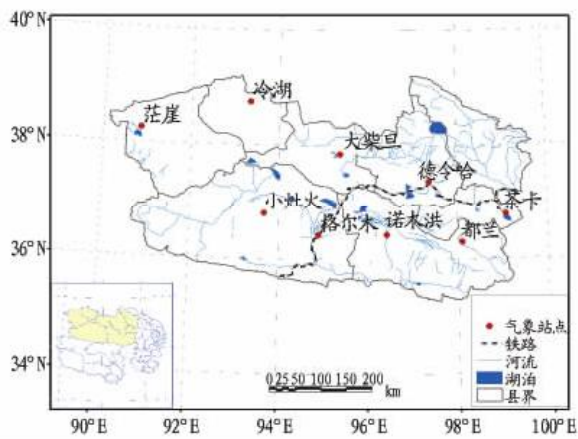 40°N
38°N
36°N
34°N
冷湖
茫崖
大柴旦
德令哈
茶卡
小灶火
格尔木
诺木洪
都兰
气象站点
铁路
河流
湖泊
县界
0 25 50 100 150 200
km
90°E 92°E 94°E 96°E 98°E 100°E